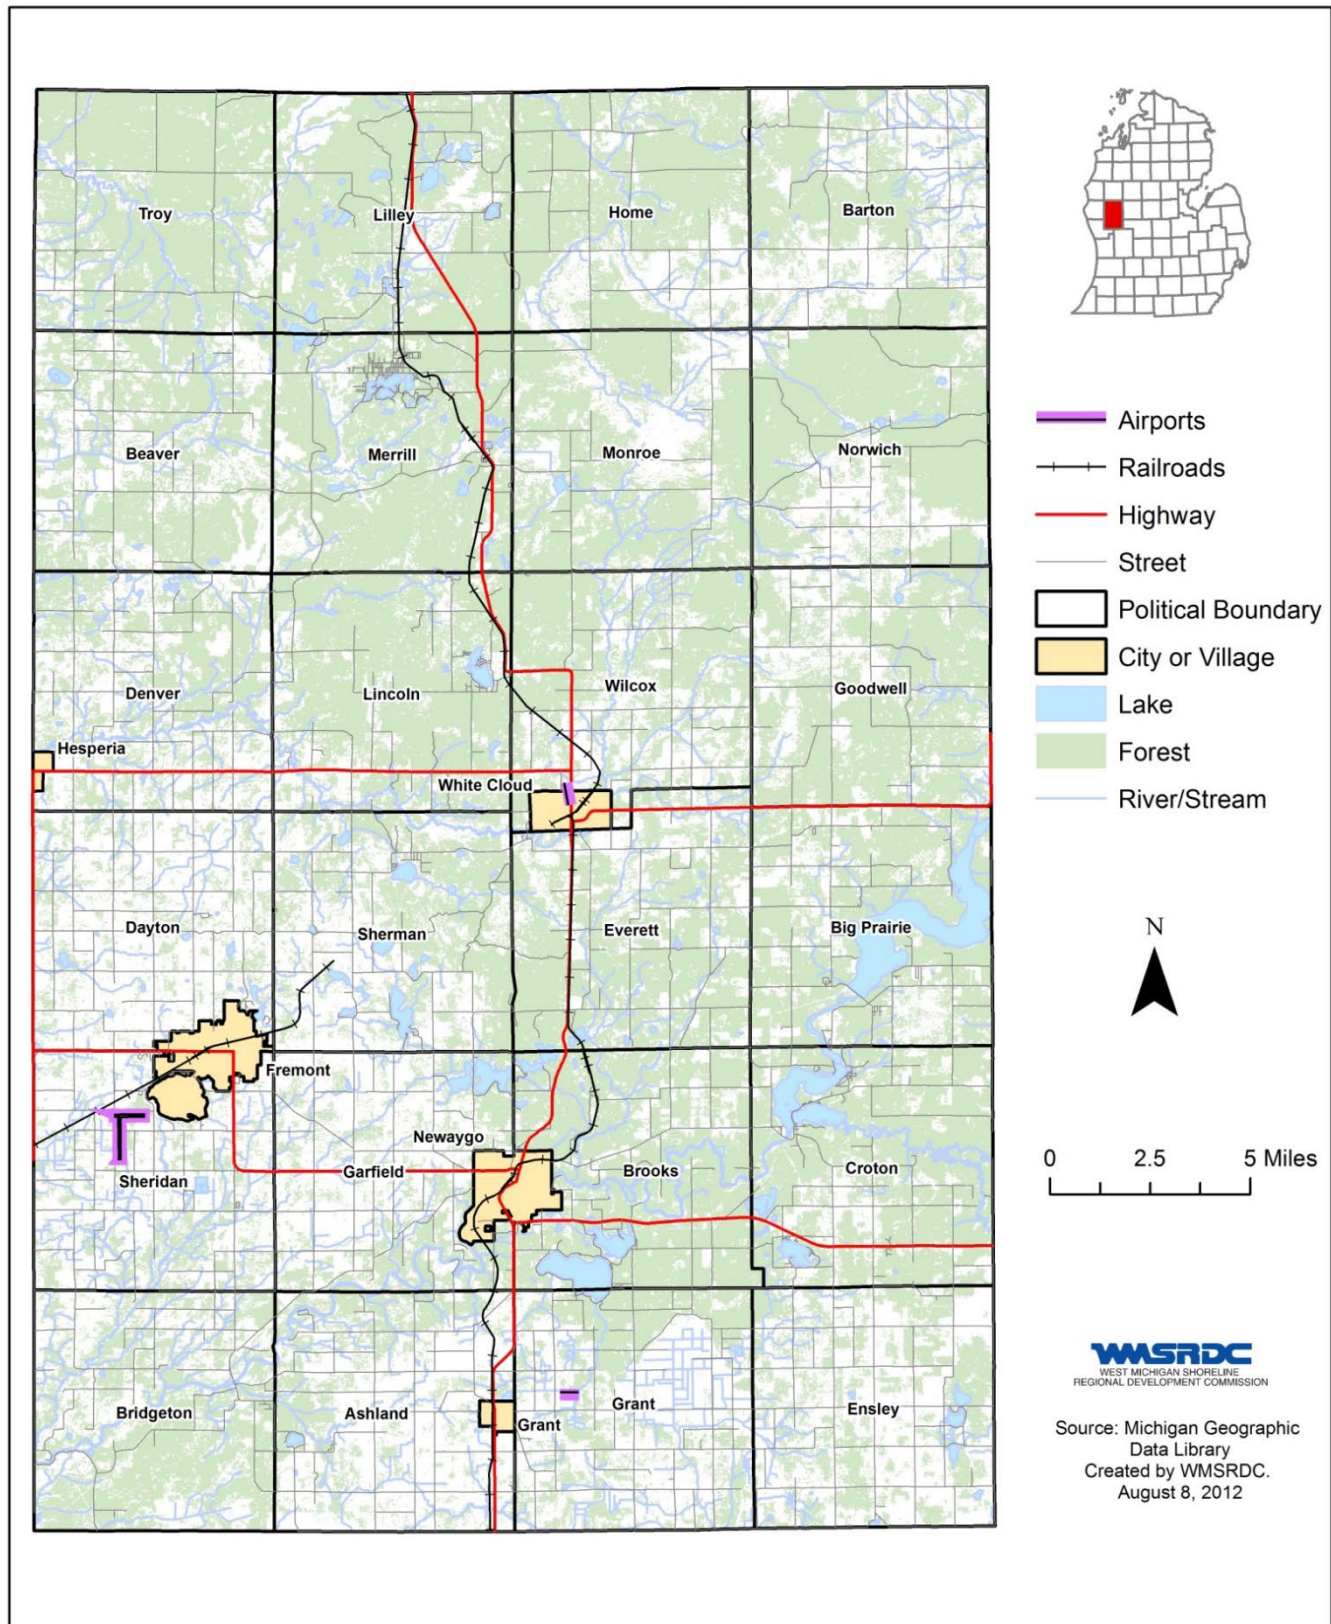 Troy
Lilley
Home
Barton
Beaver
Merrill
Monroe
Norwich
Denver
Lincoln
Wilcox
Goodwell
Hesperia
White Cloud
Dayton
Sherman
Everett
Big Prairie
Fremont
Newaygo
Sheridan
Garfield
Brooks
Croton
Bridgeton
Ashland
Grant
Grant
Ensley
Airports
Railroads
Highway
Street
Political Boundary
City or Village
Lake
Forest
River/Stream
N
0 2.5 5 Miles
WMSRDC
WEST MICHIGAN SHORELINE
REGIONAL DEVELOPMENT COMMISSION
Source: Michigan Geographic
Data Library
Created by WMSRDC.
August 8, 2012